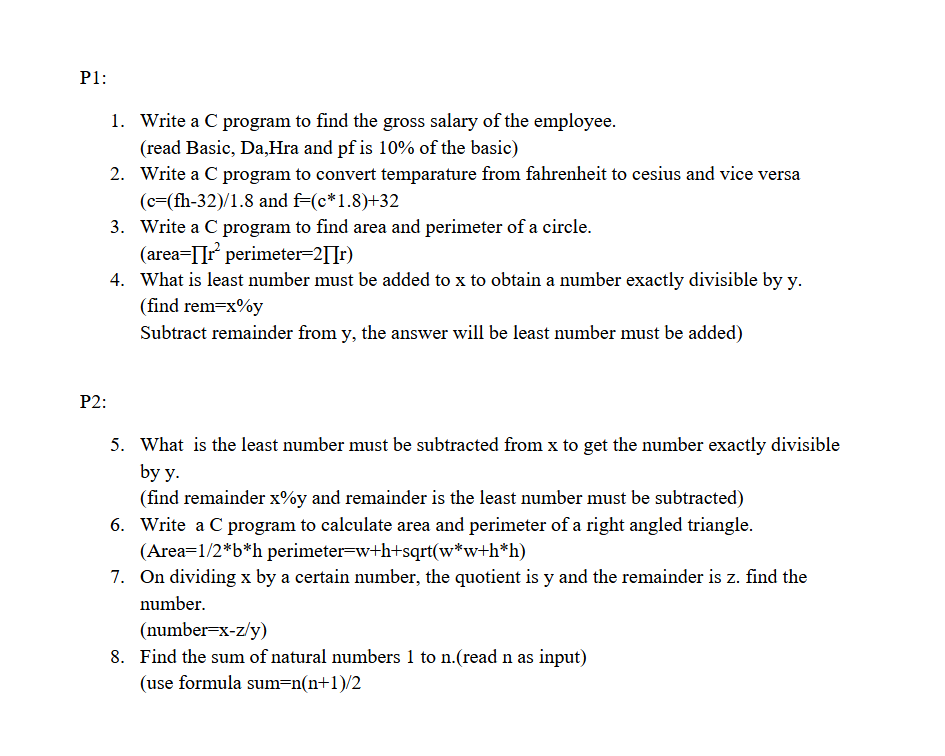 P1:
1. Write a C program to find the gross salary of the employee.
(read Basic, Da,Hra and pf is 10% of the basic)
2. Write a C program to convert temparature from fahrenheit to cesius and vice versa
(c=(fh-32)/1.8 and f=(c*1.8)+32
3. Write a C program to find area and perimeter of a circle.
(area=∏r² perimeter=2∏r)
4. What is least number must be added to x to obtain a number exactly divisible by y.
(find rem=x%y
Subtract remainder from y, the answer will be least number must be added)
P2:
5. What is the least number must be subtracted from x to get the number exactly divisible
by y.
(find remainder x%y and remainder is the least number must be subtracted)
6. Write a C program to calculate area and perimeter of a right angled triangle.
(Area=1/2*b*h perimeter=w+h+sqrt(w*w+h*h)
7. On dividing x by a certain number, the quotient is y and the remainder is z. find the
number.
(number=x-z/y)
8. Find the sum of natural numbers 1 to n.(read n as input)
(use formula sum=n(n+1)/2